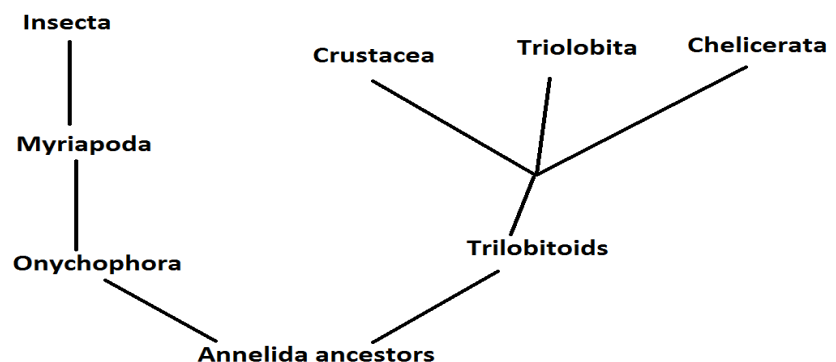 Insecta
Crustacea
Triolobita
Chelicerata
Myriapoda
Trilobitoids
Onychophora
Annelida ancestors